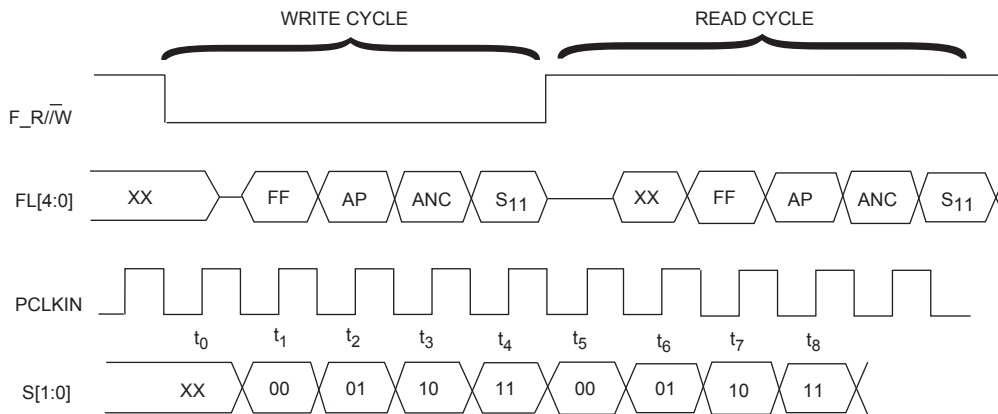 WRITE CYCLE READ CYCLE
F_R//W̅
FL[4:0] XX FF AP ANC S11 XX FF AP ANC S11
PCLKIN
t0 t1 t2 t3 t4 t5 t6 t7 t8
S[1:0] XX 00 01 10 11 00 01 10 11